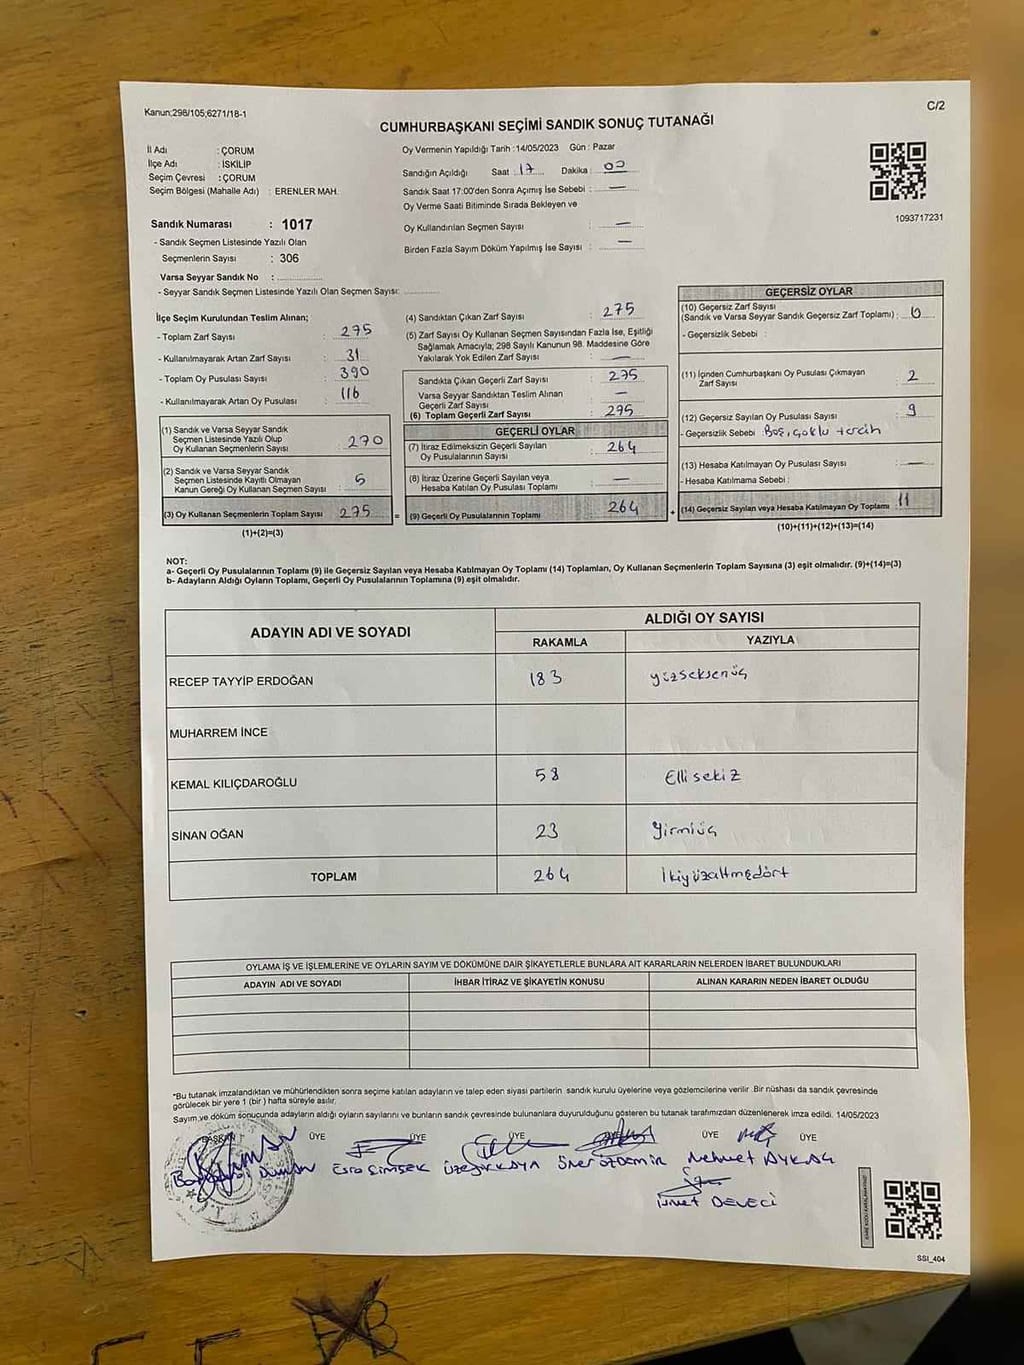 Kanun;298/105;6271/18-1
C/2
CUMHURBAŞKANI SEÇİMİ SANDIK SONUÇ TUTANAĞI
İl Adı : ÇORUM
İlçe Adı : İSKİLİP
Seçim Çevresi : ÇORUM
Seçim Bölgesi (Mahalle Adı) : ERENLER MAH.
Oy Vermenin Yapıldığı Tarih :14/05/2023 Gün : Pazar
Sandığın Açıldığı Saat : 17 Dakika : 00
Sandık Saat 17:00'den Sonra Açımış İse Sebebi : —
Oy Verme Saati Bitiminde Sırada Bekleyen ve
Oy Kullandırılan Seçmen Sayısı : —
Birden Fazla Sayım Döküm Yapılmış İse Sayısı : —
1093717231
Sandık Numarası : 1017
- Sandık Seçmen Listesinde Yazılı Olan
Seçmenlerin Sayısı : 306
Varsa Seyyar Sandık No :
- Seyyar Sandık Seçmen Listesinde Yazılı Olan Seçmen Sayısı:
İlçe Seçim Kurulundan Teslim Alınan;
- Toplam Zarf Sayısı :
- Kullanılmayarak Artan Zarf Sayısı : 31
- Toplam Oy Pusulası Sayısı : 390
- Kullanılmayarak Artan Oy Pusulası : 116
(1) Sandık ve Varsa Seyyar Sandık
Seçmen Listesinde Yazılı Olup
Oy Kullanan Seçmenlerin Sayısı : 270
(2) Sandık ve Varsa Seyyar Sandık
Seçmen Listesinde Kayıtlı Olmayan
Kanun Gereği Oy Kullanan Seçmen Sayısı : 5
(3) Oy Kullanan Seçmenlerin Toplam Sayısı 275
(1)+(2)=(3)
(4) Sandıktan Çıkan Zarf Sayısı : 275
(5) Zarf Sayısı Oy Kullanan Seçmen Sayısından Fazla İse, Eşitliği
Sağlamak Amacıyla; 298 Sayılı Kanunun 98. Maddesine Göre
Yakılarak Yok Edilen Zarf Sayısı : —
Sandıkta Çıkan Geçerli Zarf Sayısı : 275
Varsa Seyyar Sandıktan Teslim Alınan
Geçerli Zarf Sayısı : —
(6) Toplam Geçerli Zarf Sayısı : 275
GEÇERLİ OYLAR
(7) İtiraz Edilmeksizin Geçerli Sayılan
Oy Pusulalarının Sayısı : 264
(8) İtiraz Üzerine Geçerli Sayılan veya
Hesaba Katılan Oy Pusulası Toplamı : —
(9) Geçerli Oy Pusulalarının Toplamı : 264
GEÇERSİZ OYLAR
(10) Geçersiz Zarf Sayısı
(Sandık ve Varsa Seyyar Sandık Geçersiz Zarf Toplamı) : 0
- Geçersizlik Sebebi :
(11) İçinden Cumhurbaşkanı Oy Pusulası Çıkmayan
Zarf Sayısı : 2
(12) Geçersiz Sayılan Oy Pusulası Sayısı : 9
- Geçersizlik Sebebi Boş, çoklu tercih
(13) Hesaba Katılmayan Oy Pusulası Sayısı : —
- Hesaba Katılmama Sebebi :
(14) Geçersiz Sayılan veya Hesaba Katılmayan Oy Toplamı : 11
(10)+(11)+(12)+(13)=(14)
NOT:
a- Geçerli Oy Pusulalarının Toplamı (9) ile Geçersiz Sayılan veya Hesaba Katılmayan Oy Toplamı (14) Toplamları, Oy Kullanan Seçmenlerin Toplam Sayısına (3) eşit olmalıdır. (9)+(14)=(3)
b- Adayların Aldığı Oyların Toplamı, Geçerli Oy Pusulalarının Toplamına (9) eşit olmalıdır.
ADAYIN ADI VE SOYADI
ALDIĞI OY SAYISI
RAKAMLA YAZIYLA
RECEP TAYYİP ERDOĞAN 183 yüzseksenüç
MUHARREM İNCE
KEMAL KILIÇDAROĞLU 58 Ellisekiz
SİNAN OĞAN 23 Yirmiüç
TOPLAM 264 İkiyüzaltmışdört
OYLAMA İŞ VE İŞLEMLERİNE VE OYLARIN SAYIM VE DÖKÜMÜNE DAİR ŞİKAYETLERLE BUNLARA AİT KARARLARIN NELERDEN İBARET BULUNDUKLARI
ADAYIN ADI VE SOYADI İHBAR İTİRAZ VE ŞİKAYETİN KONUSU ALINAN KARARIN NEDEN İBARET OLDUĞU
*Bu tutanak imzalandıktan ve mühürlendikten sonra seçime katılan adayların ve talep eden siyasi partilerin sandık kurulu üyelerine veya gözlemcilerine verilir. Bir nüshası da sandık çevresinde
görülecek bir yere 1 (bir) hafta süreyle asılır.
Sayım ve döküm sonucunda adayların aldığı oyların sayılarını ve bunların sandık çevresinde bulunanlara duyurulduğunu gösteren bu tutanak tarafımızdan düzenlenerek imza edildi. 14/05/2023
BAŞKAN ÜYE ÜYE ÜYE ÜYE ÜYE
Duman Esra ŞİMŞEK KAYA ÖZDEMİR Mehmet AYKAÇ
DEVECİ
SSI_404